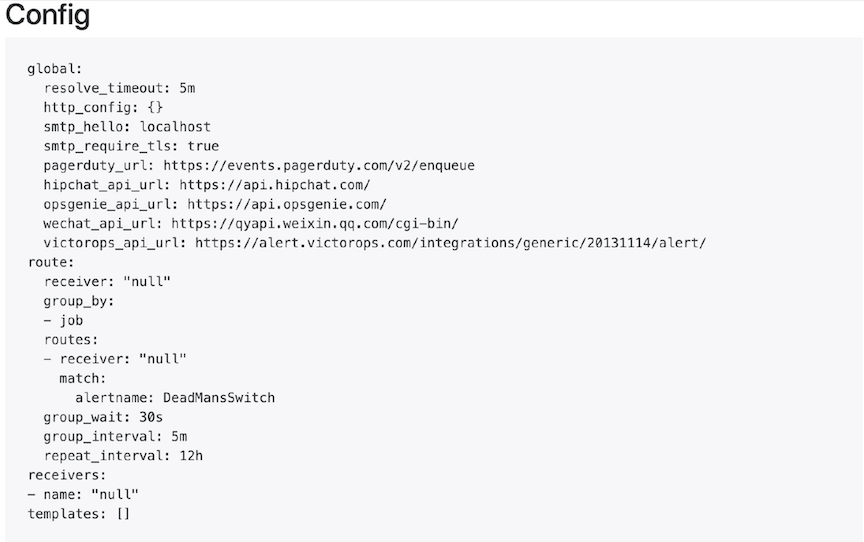 Config
global:
  resolve_timeout: 5m
  http_config: {}
  smtp_hello: localhost
  smtp_require_tls: true
  pagerduty_url: https://events.pagerduty.com/v2/enqueue
  hipchat_api_url: https://api.hipchat.com/
  opsgenie_api_url: https://api.opsgenie.com/
  wechat_api_url: https://qyapi.weixin.qq.com/cgi-bin/
  victorops_api_url: https://alert.victorops.com/integrations/generic/20131114/alert/
route:
  receiver: "null"
  group_by:
  - job
  routes:
  - receiver: "null"
    match:
      alertname: DeadMansSwitch
  group_wait: 30s
  group_interval: 5m
  repeat_interval: 12h
receivers:
- name: "null"
templates: []